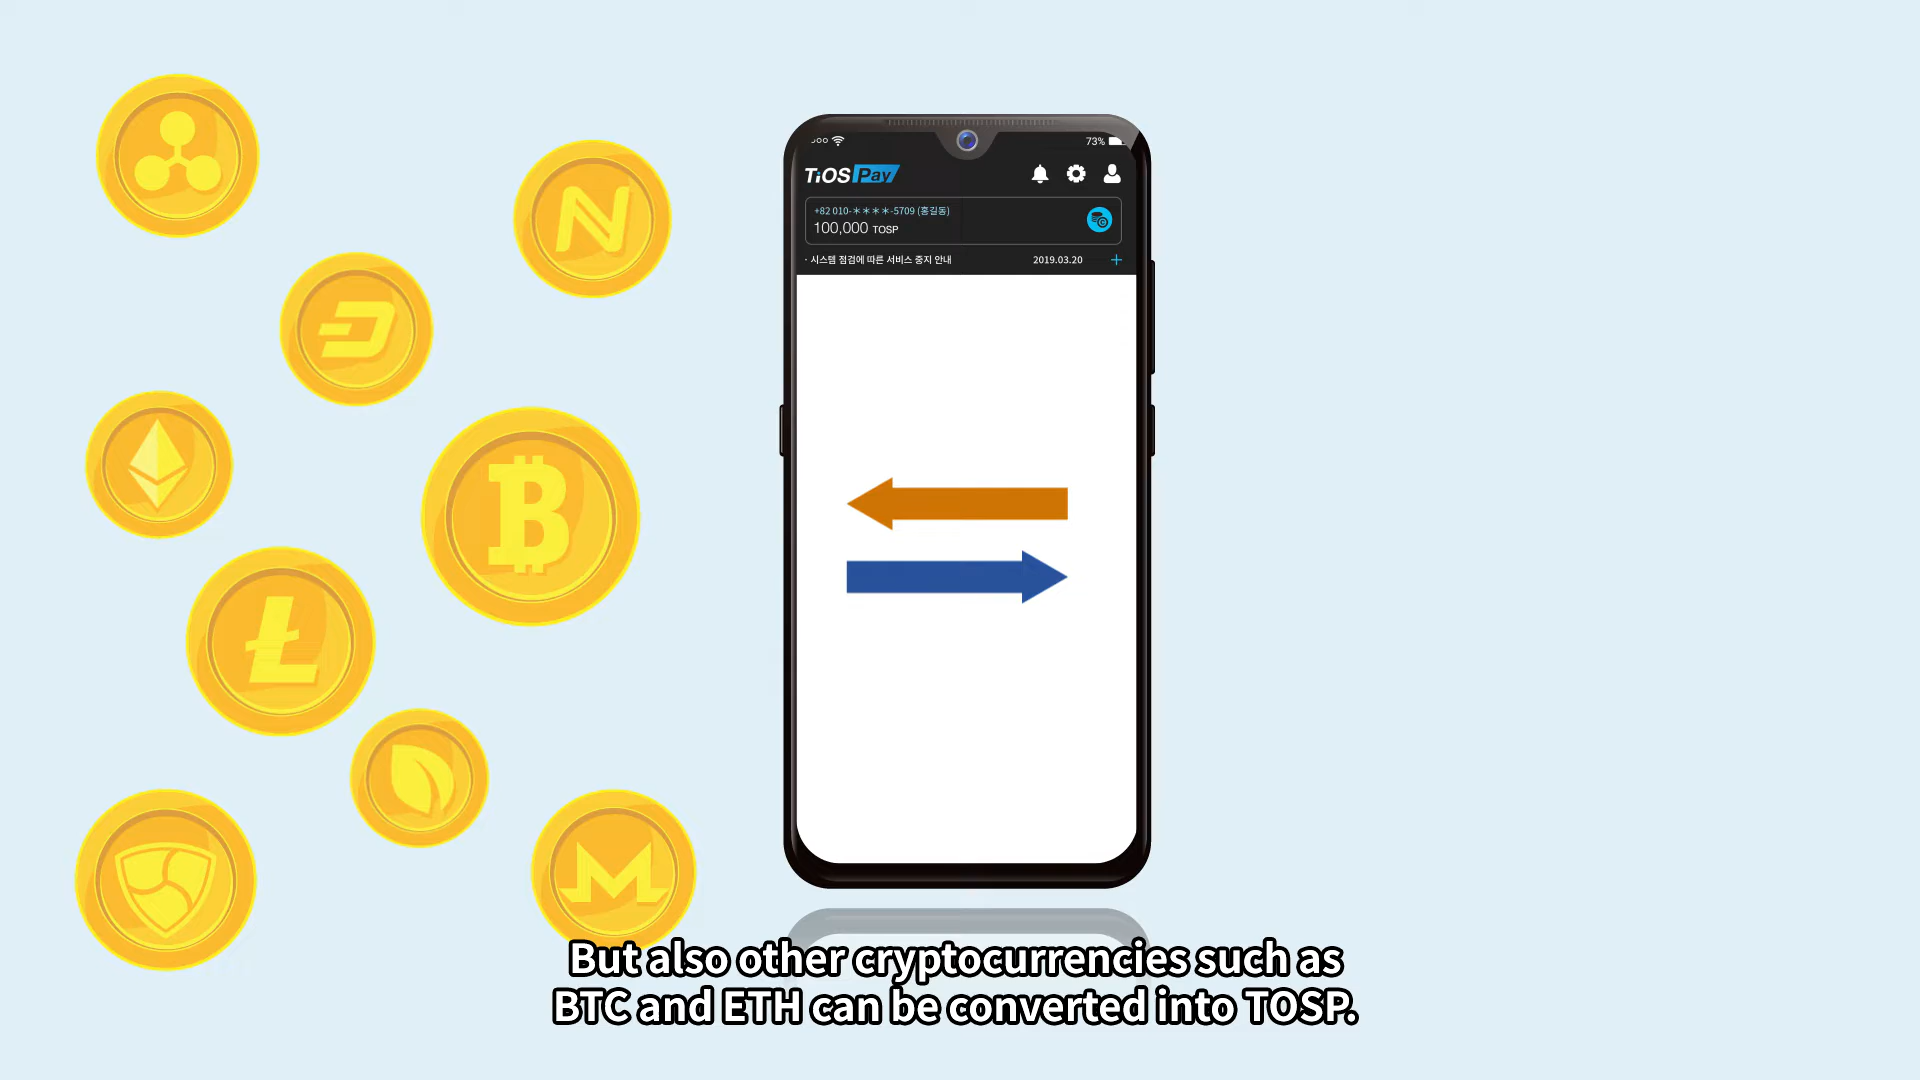 73%
TiOS Pay
+82 010-****-5709 (홍길동)
100,000 TOSP
· 시스템 점검에 따른 서비스 중지 안내 2019.03.20 +
But also other cryptocurrencies such as
BTC and ETH can be converted into TOSP.